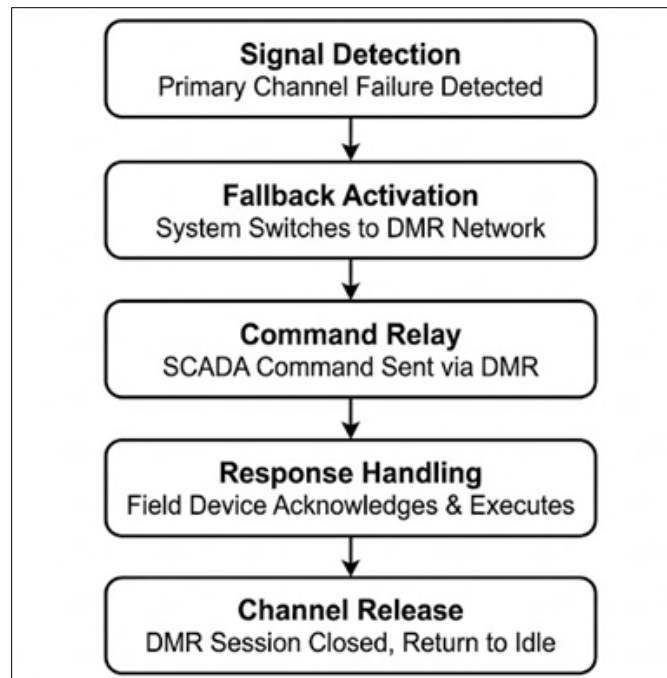 Signal Detection
Primary Channel Failure Detected
Fallback Activation
System Switches to DMR Network
Command Relay
SCADA Command Sent via DMR
Response Handling
Field Device Acknowledges & Executes
Channel Release
DMR Session Closed, Return to Idle